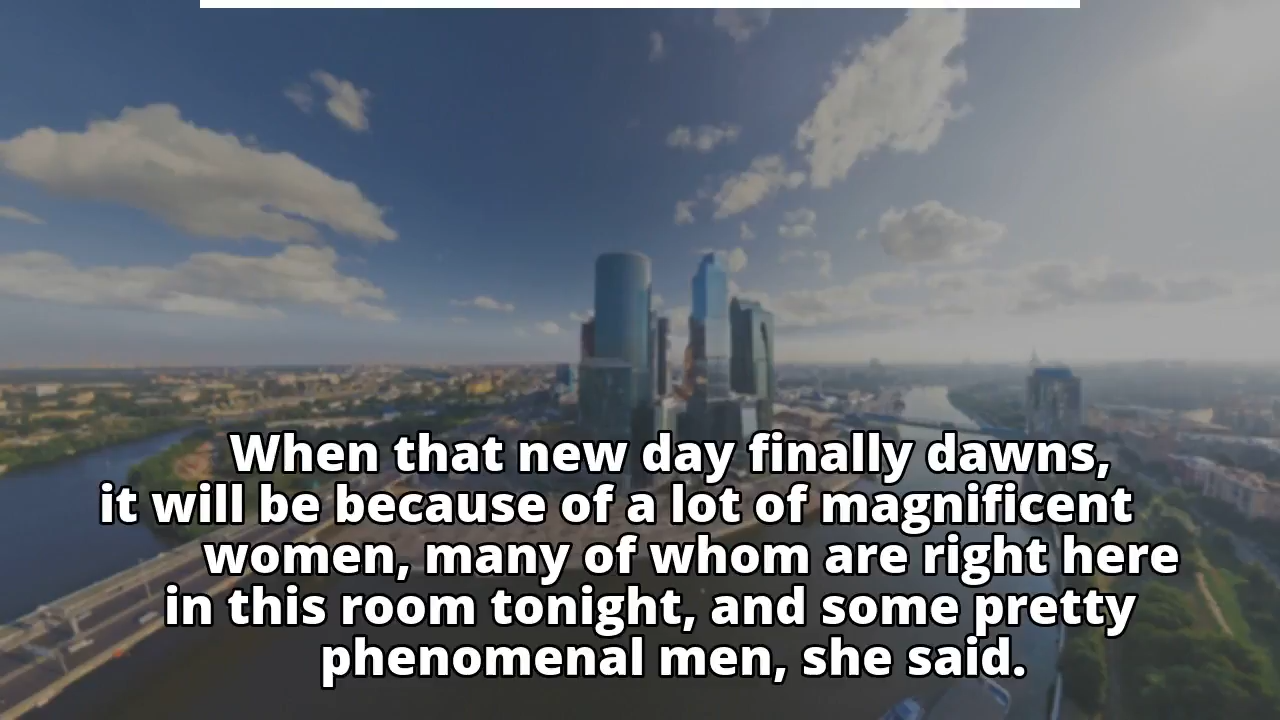 When that new day finally dawns,
it will be because of a lot of magnificent
women, many of whom are right here
in this room tonight, and some pretty
phenomenal men, she said.